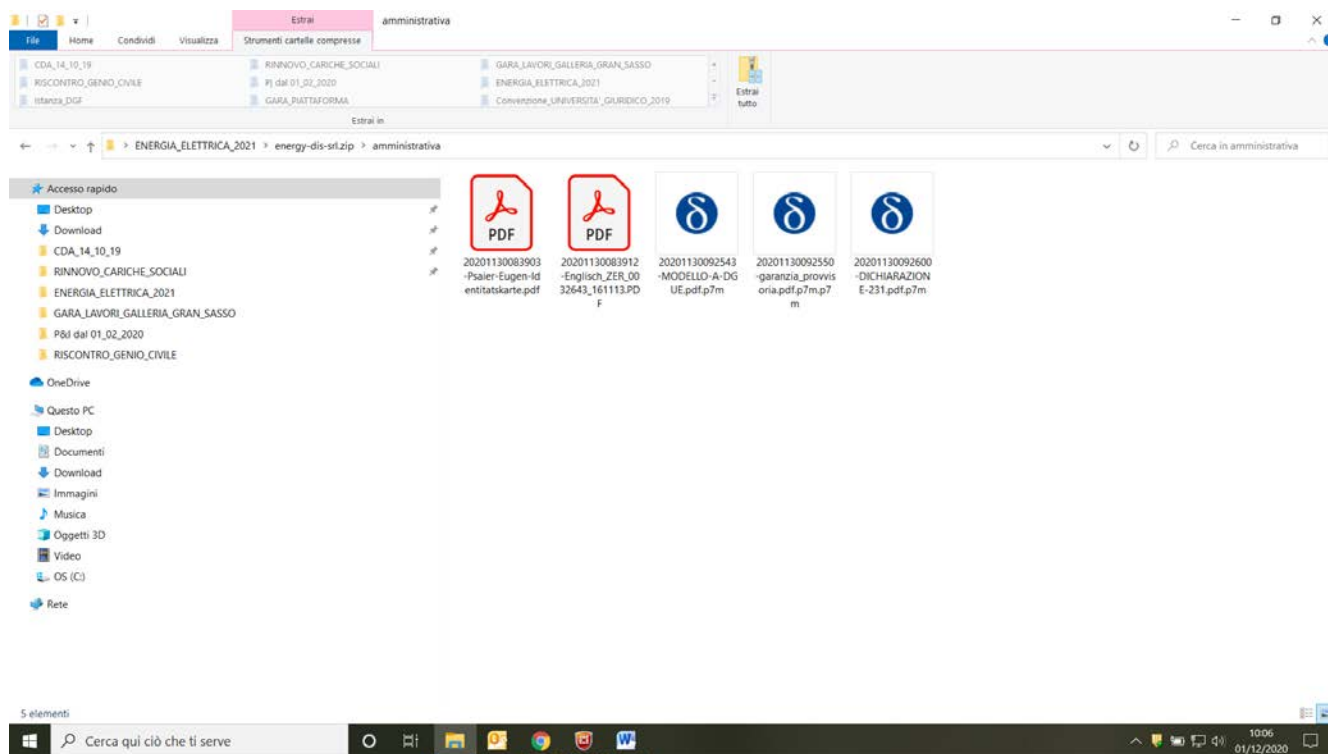 Estrai
amministrativa
File
Home
Condividi
Visualizza
Strumenti cartelle compresse
CDA_14_10_19
RINNOVO_CARICHE_SOCIALI
GARA_LAVORI_GALLERIA_GRAN_SASSO
RISCONTRO_GENIO_CIVILE
PJ dal 01_02_2020
ENERGIA_ELETTRICA_2021
Istanza_DGF
GARA_PIATTAFORMA
Convenzione_UNIVERSITA'_GIURIDICO_2019
Estrai
tutto
Estrai in
ENERGIA_ELETTRICA_2021 > energy-dis-srl.zip > amministrativa
Cerca in amministrativa
Accesso rapido
Desktop
Download
CDA_14_10_19
RINNOVO_CARICHE_SOCIALI
ENERGIA_ELETTRICA_2021
GARA_LAVORI_GALLERIA_GRAN_SASSO
P&I dal 01_02_2020
RISCONTRO_GENIO_CIVILE
OneDrive
Questo PC
Desktop
Documenti
Download
Immagini
Musica
Oggetti 3D
Video
OS (C:)
Rete
PDF
20201130083903
-Psaier-Eugen-Id
entitatskarte.pdf
PDF
20201130083912
-Englisch_ZER_00
32643_161113.PD
F
δ
20201130092543
-MODELLO-A-DG
UE.pdf.p7m
δ
20201130092550
-garanzia_provvis
oria.pdf.p7m.p7
m
δ
20201130092600
-DICHIARAZION
E-231.pdf.p7m
5 elementi
Cerca qui ciò che ti serve
10:06
01/12/2020